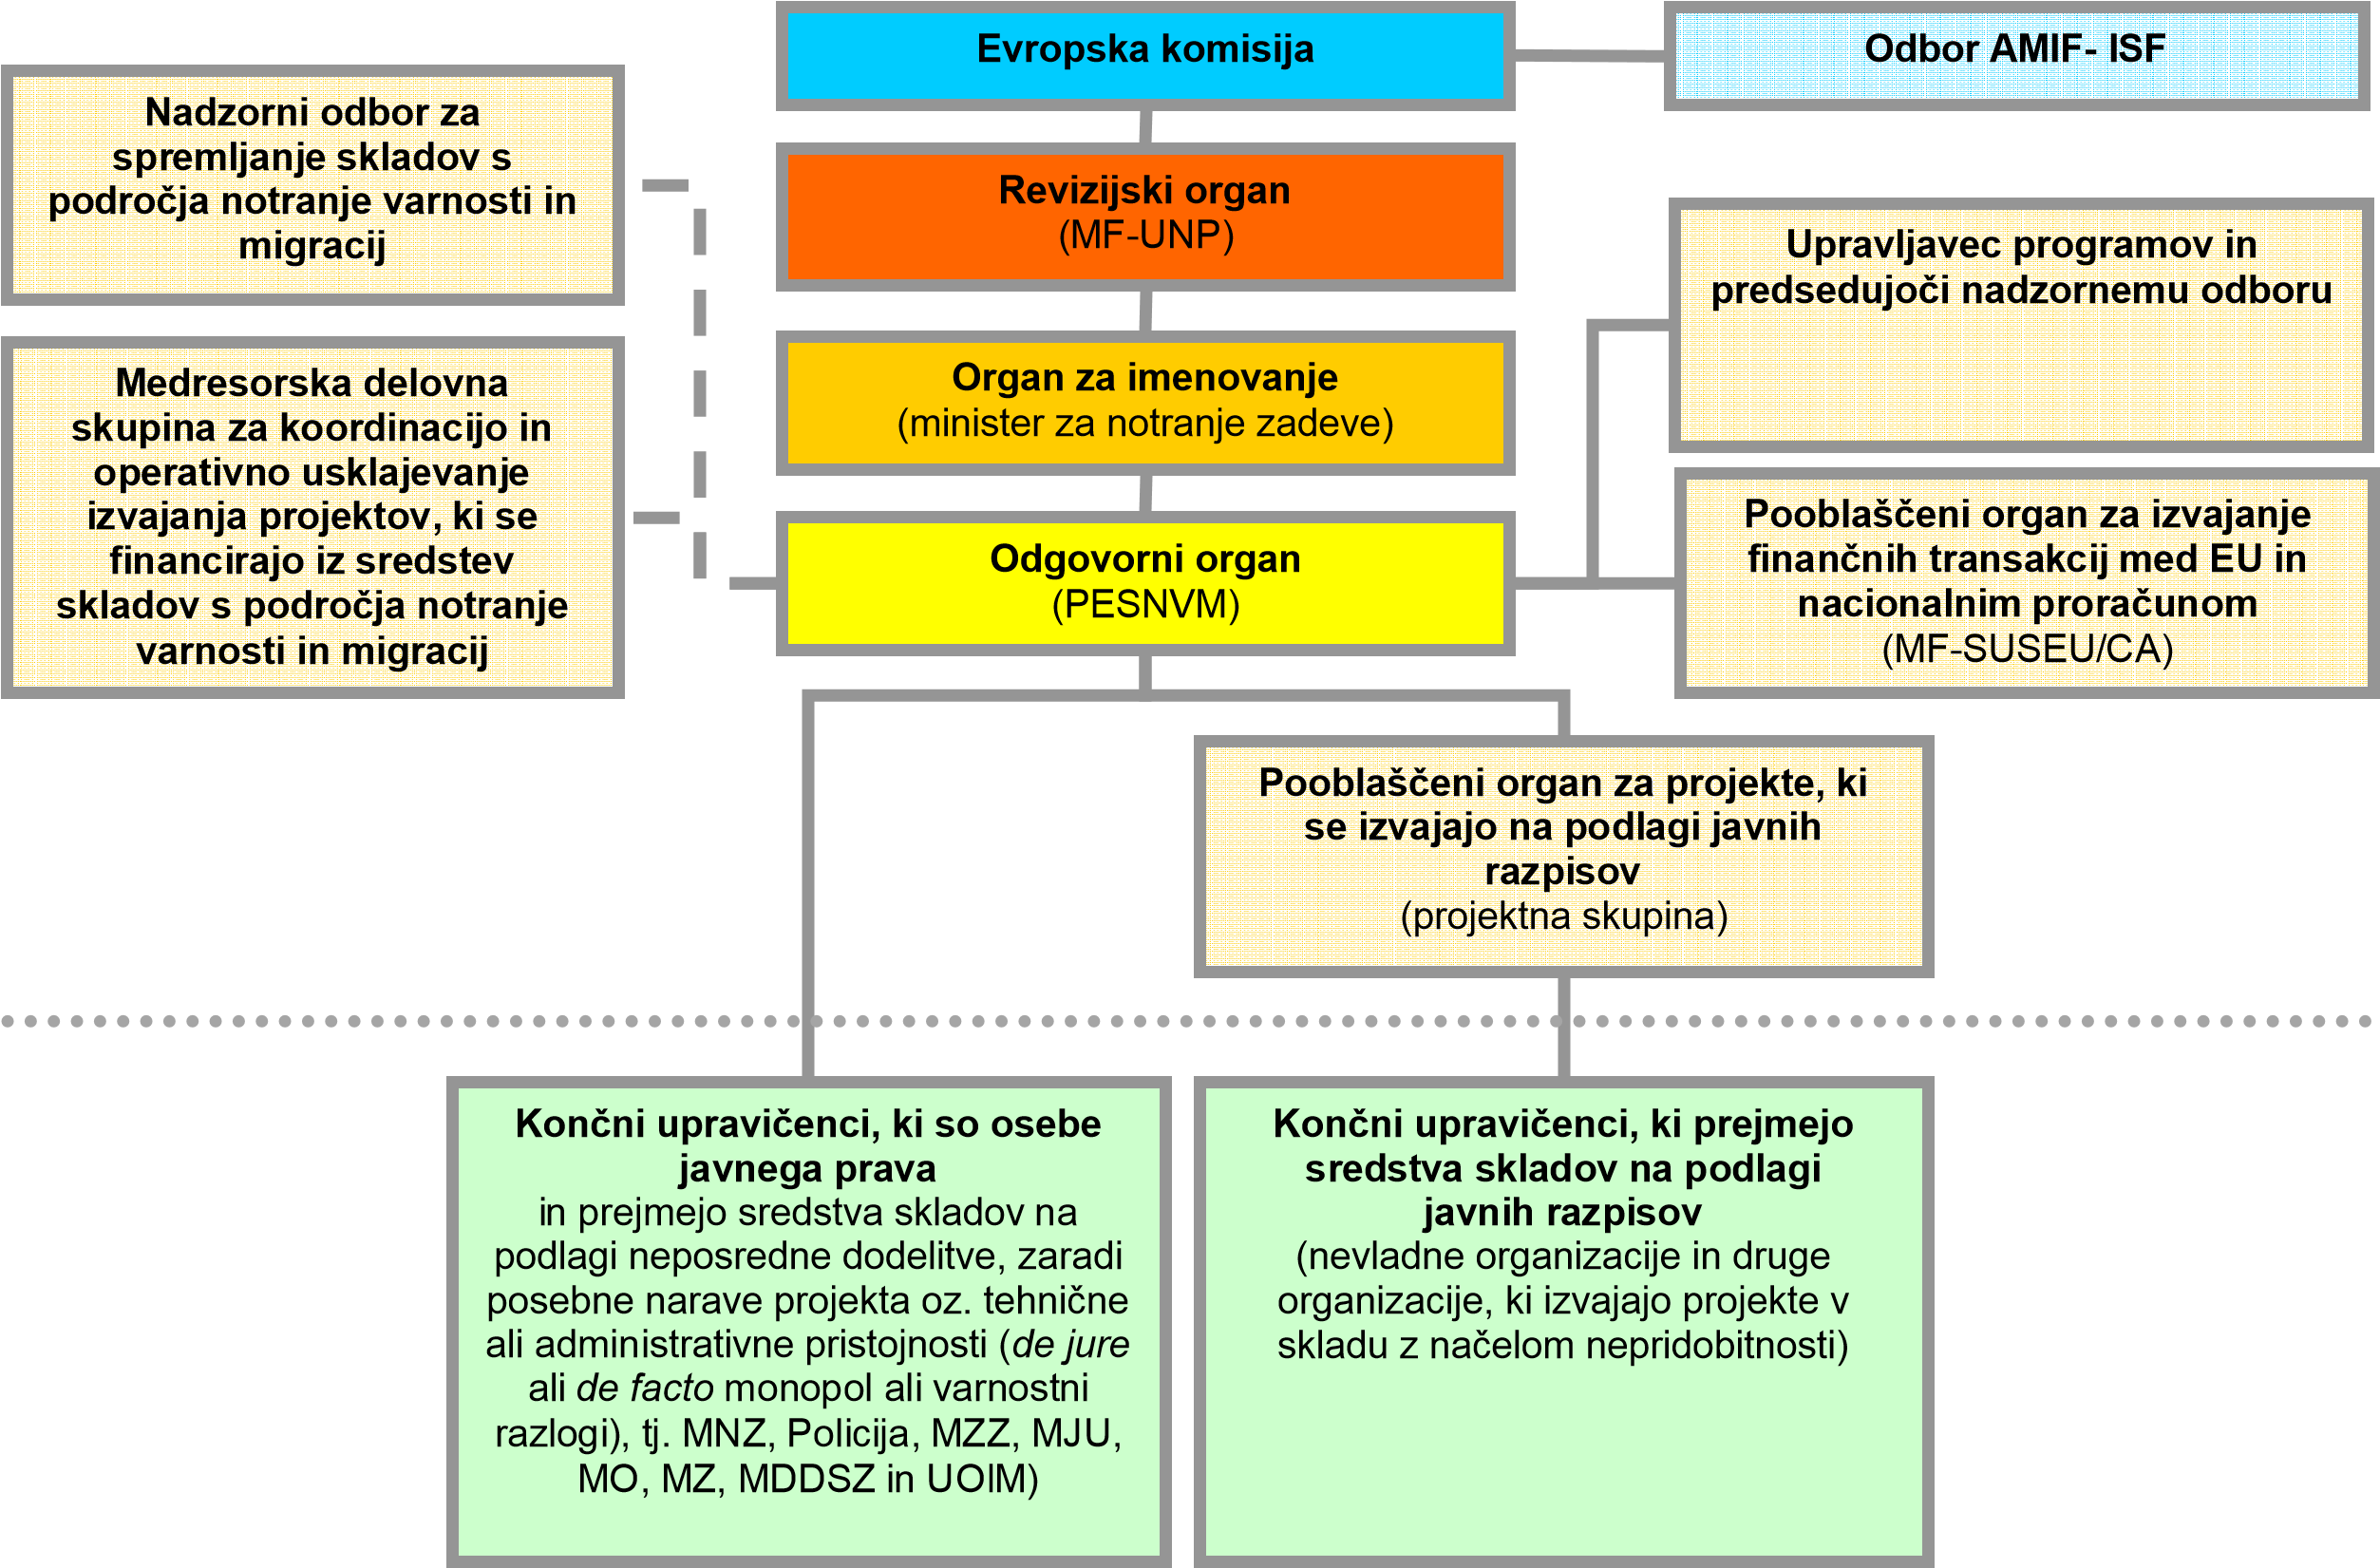 Evropska komisija
Odbor AMIF- ISF
Nadzorni odbor za
spremljanje skladov s
področja notranje varnosti in
migracij
Revizijski organ
(MF-UNP)
Upravljavec programov in
predsedujoči nadzornemu odboru
Organ za imenovanje
(minister za notranje zadeve)
Medresorska delovna
skupina za koordinacijo in
operativno usklajevanje
izvajanja projektov, ki se
financirajo iz sredstev
skladov s področja notranje
varnosti in migracij
Odgovorni organ
(PESNVM)
Pooblaščeni organ za izvajanje
finančnih transakcij med EU in
nacionalnim proračunom
(MF-SUSEU/CA)
Pooblaščeni organ za projekte, ki
se izvajajo na podlagi javnih
razpisov
(projektna skupina)
Končni upravičenci, ki so osebe
javnega prava
in prejmejo sredstva skladov na
podlagi neposredne dodelitve, zaradi
posebne narave projekta oz. tehnične
ali administrativne pristojnosti (de jure
ali de facto monopol ali varnostni
razlogi), tj. MNZ, Policija, MZZ, MJU,
MO, MZ, MDDSZ in UOIM)
Končni upravičenci, ki prejmejo
sredstva skladov na podlagi
javnih razpisov
(nevladne organizacije in druge
organizacije, ki izvajajo projekte v
skladu z načelom nepridobitnosti)